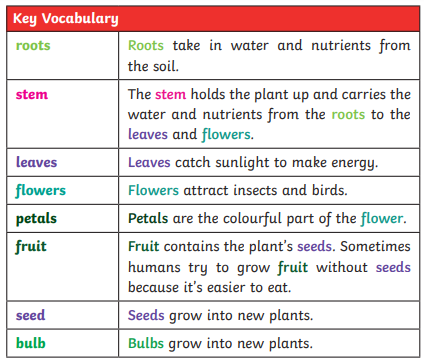 Key Vocabulary
roots
Roots take in water and nutrients from
the soil.
stem
The stem holds the plant up and carries the
water and nutrients from the roots to the
leaves and flowers.
leaves
Leaves catch sunlight to make energy.
flowers
Flowers attract insects and birds.
petals
Petals are the colourful part of the flower.
fruit
Fruit contains the plant's seeds. Sometimes
humans try to grow fruit without seeds
because it's easier to eat.
seed
Seeds grow into new plants.
bulb
Bulbs grow into new plants.